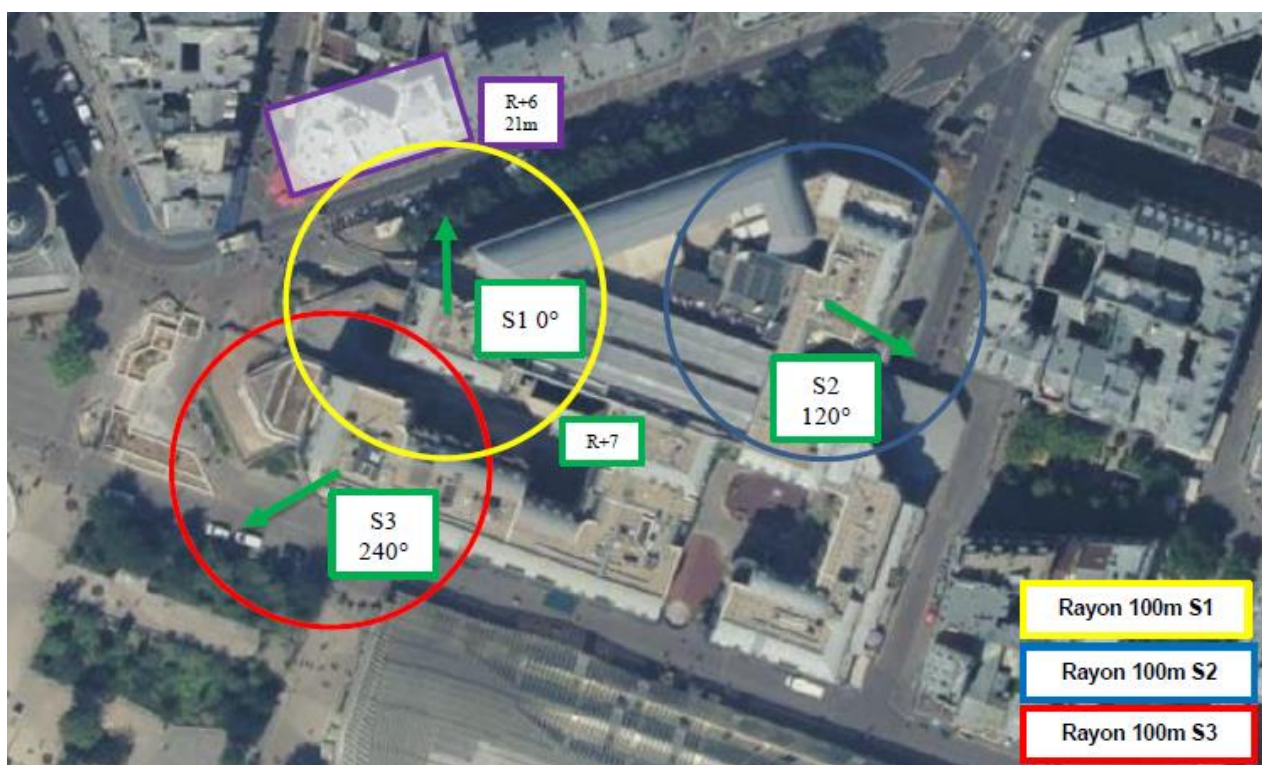 R+6
21m
S1 0°
S2
120°
R+7
S3
240°
Rayon 100m S1
Rayon 100m S2
Rayon 100m S3